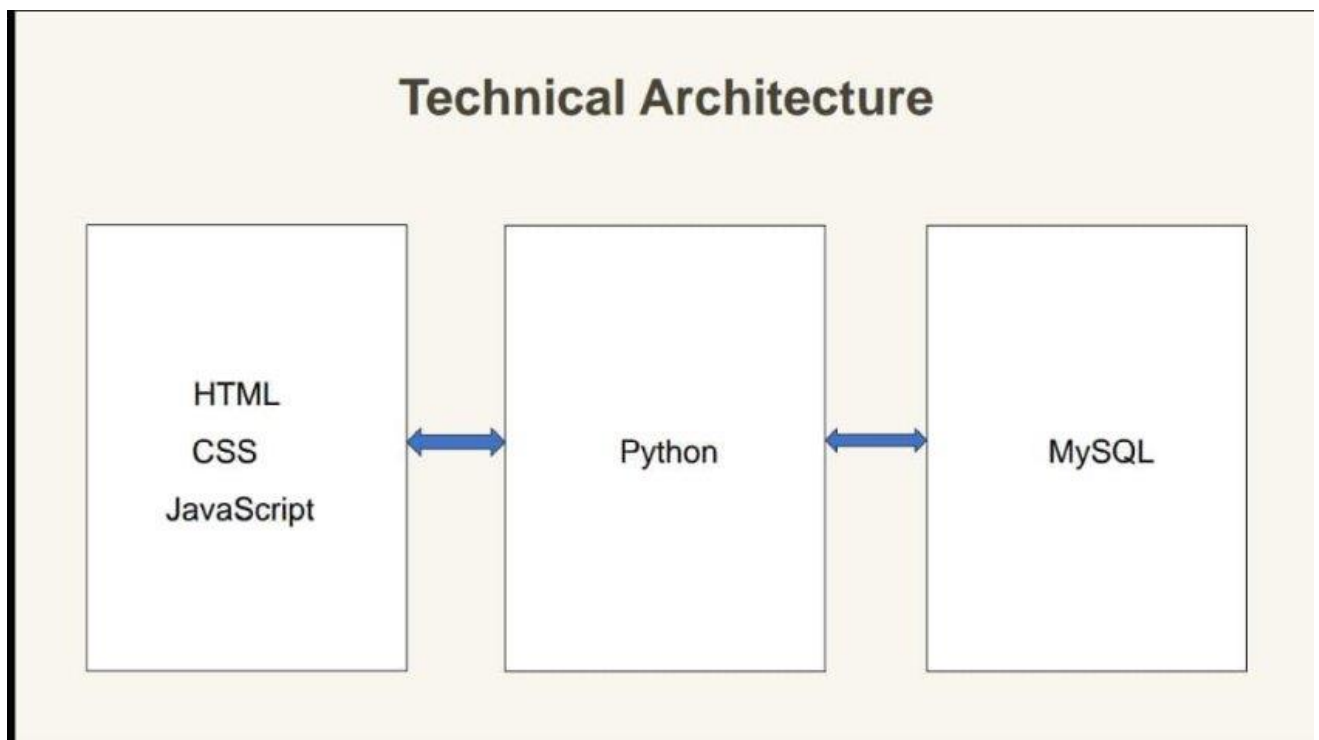 Technical Architecture
HTML
CSS
JavaScript
Python
MySQL